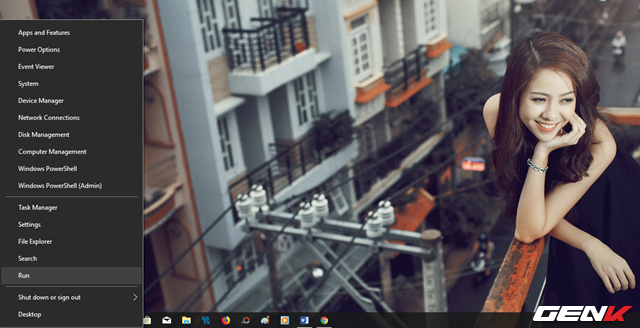 Apps and Features
Power Options
Event Viewer
System
Device Manager
Network Connections
Disk Management
Computer Management
Windows PowerShell
Windows PowerShell (Admin)
Task Manager
Settings
File Explorer
Search
Run
Shut down or sign out
Desktop
GENK